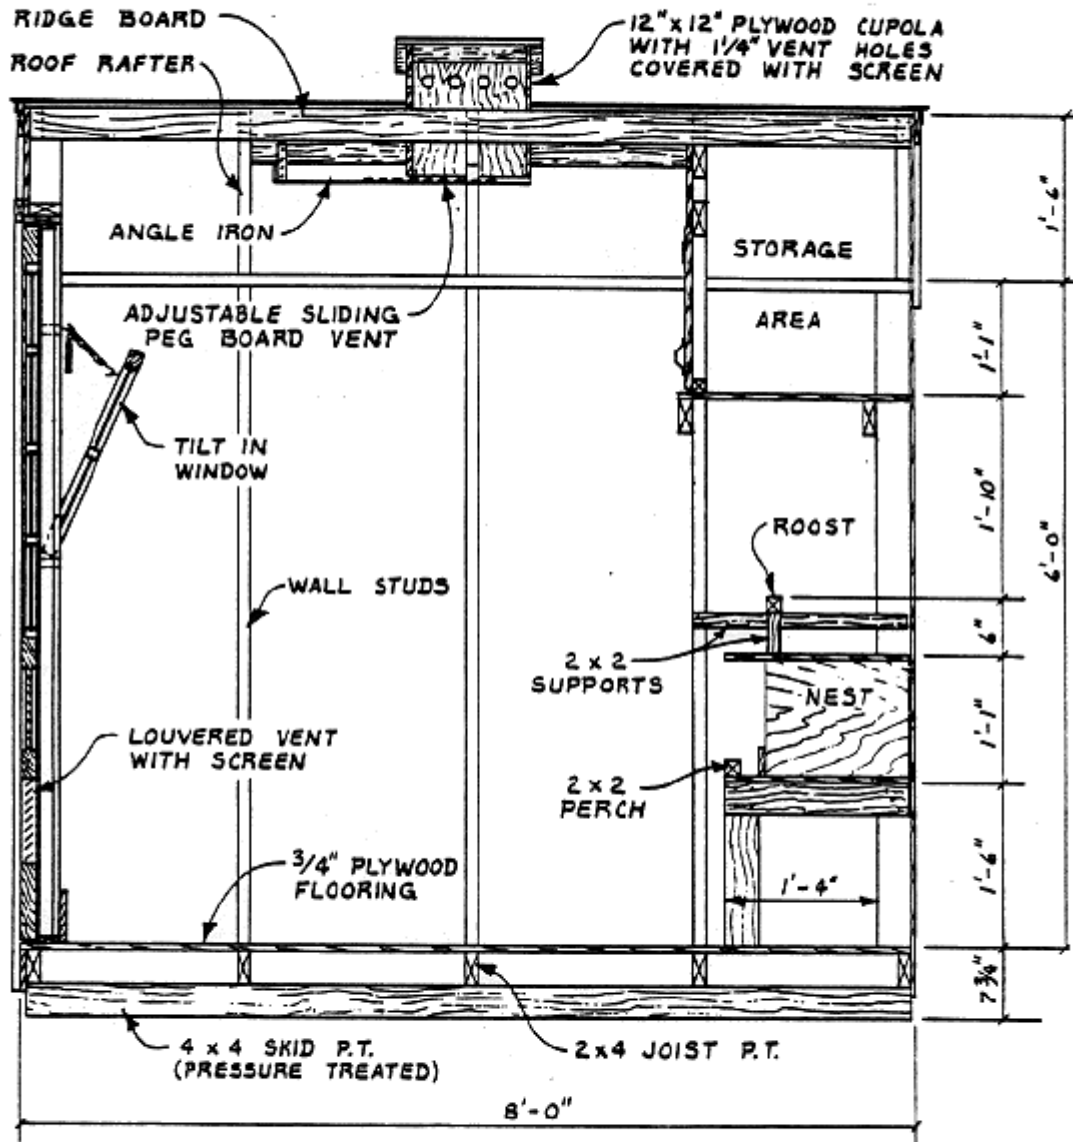 RIDGE BOARD
ROOF RAFTER
12"x12" PLYWOOD CUPOLA
WITH 1 1/4" VENT HOLES
COVERED WITH SCREEN
ANGLE IRON
ADJUSTABLE SLIDING
PEG BOARD VENT
STORAGE
AREA
1'-6"
1'-1"
TILT IN
WINDOW
ROOST
1'-10"
6'-0"
WALL STUDS
2 x 2
SUPPORTS
6"
NEST
1'-1"
LOUVERED VENT
WITH SCREEN
2 x 2
PERCH
3/4" PLYWOOD
FLOORING
1'-4"
1'-6"
7 3/4"
4 x 4 SKID P.T.
(PRESSURE TREATED)
2x4 JOIST P.T.
8'-0"